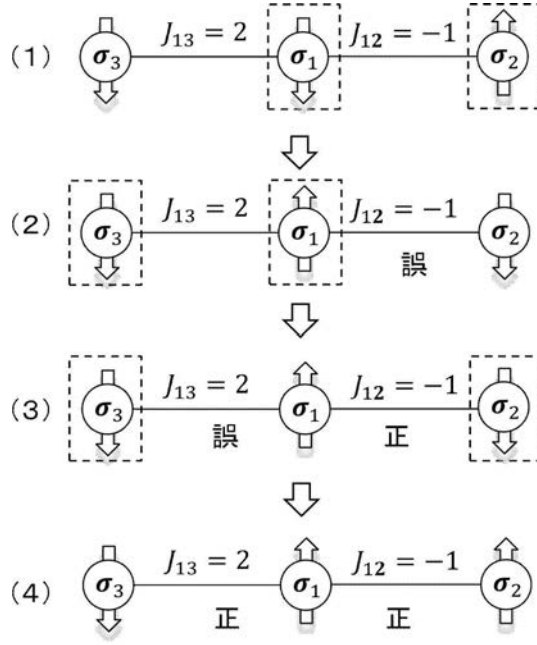 (1) σ₃ J₁₃ = 2 σ₁ J₁₂ = −1 σ₂
(2) σ₃ J₁₃ = 2 σ₁ J₁₂ = −1 σ₂
誤
(3) σ₃ J₁₃ = 2 σ₁ J₁₂ = −1 σ₂
誤 正
(4) σ₃ J₁₃ = 2 σ₁ J₁₂ = −1 σ₂
正 正